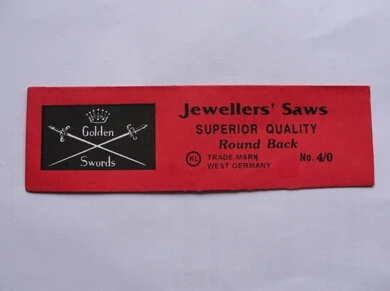 Golden
Swords
Jewellers' Saws
SUPERIOR QUALITY
Round Back
KL TRADE MARK No. 4/0
WEST GERMANY